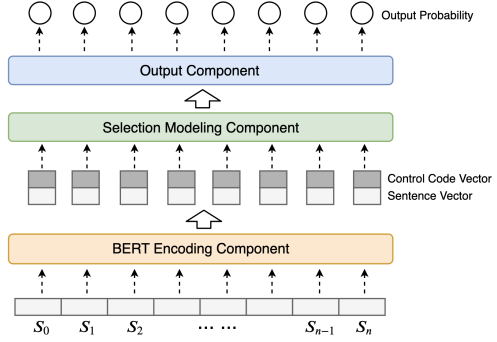 Output Probability
Output Component
Selection Modeling Component
Control Code Vector
Sentence Vector
BERT Encoding Component
S0 S1 S2 ... ... Sn−1 Sn